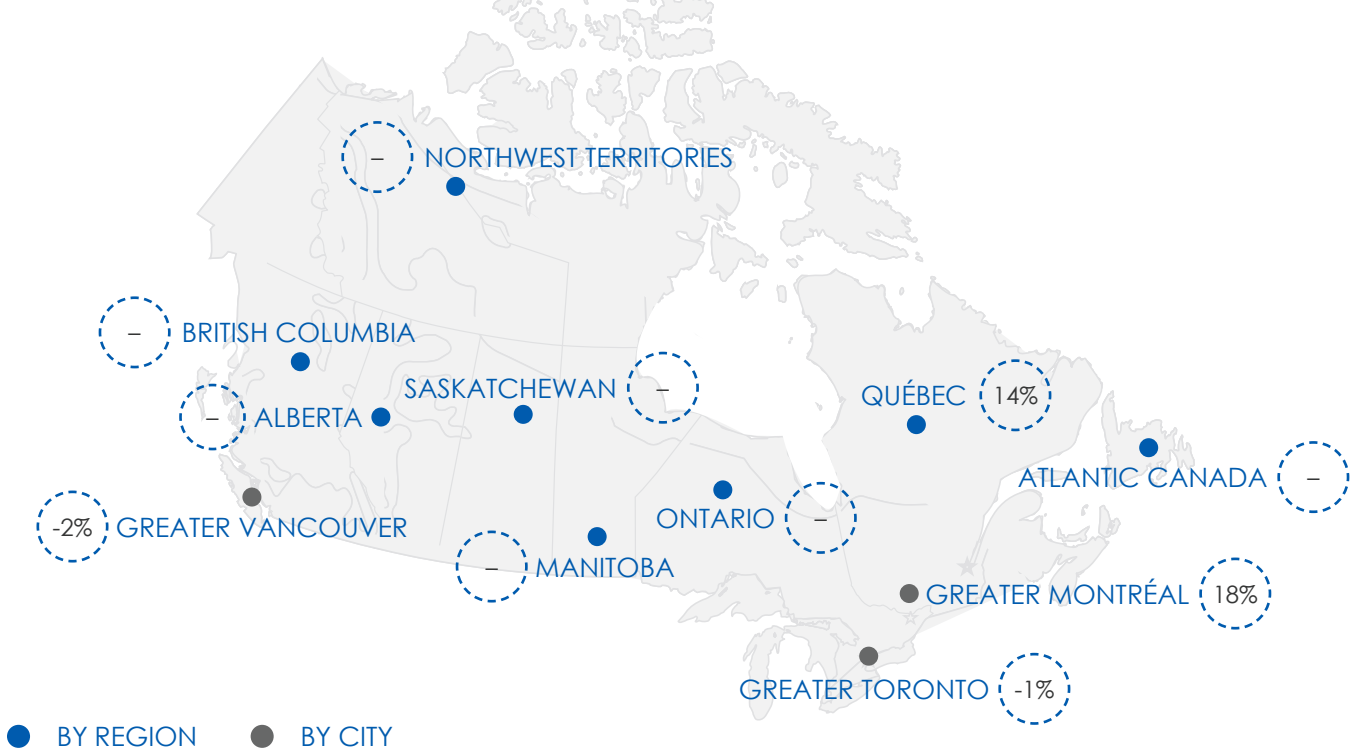 – NORTHWEST TERRITORIES
– BRITISH COLUMBIA
SASKATCHEWAN –
QUÉBEC 14%
– ALBERTA
ATLANTIC CANADA –
ONTARIO –
-2% GREATER VANCOUVER
– MANITOBA
GREATER MONTRÉAL 18%
GREATER TORONTO -1%
BY REGION BY CITY